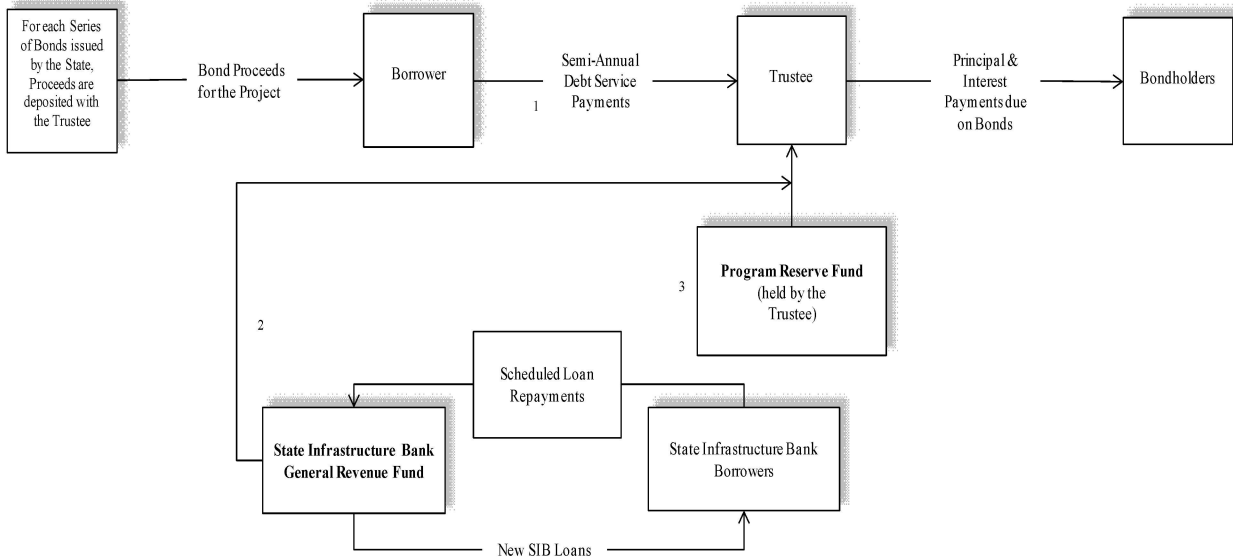 For each Series
of Bonds issued
by the State,
Proceeds are
deposited with
the Trustee
Bond Proceeds
for the Project
Borrower
1
Semi-Annual
Debt Service
Payments
Trustee
Principal &
Interest
Payments due
on Bonds
Bondholders
2
3
Program Reserve Fund
(held by the
Trustee)
Scheduled Loan
Repayments
State Infrastructure Bank
General Revenue Fund
State Infrastructure Bank
Borrowers
New SIB Loans